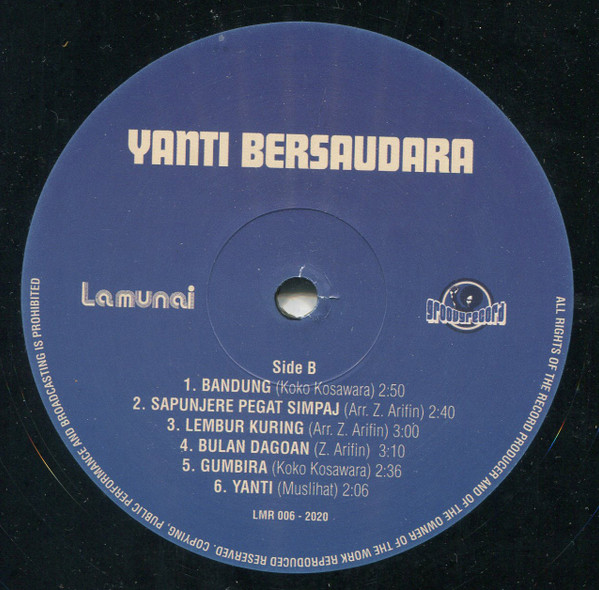 YANTI BERSAUDARA
Lamunai
grooverecord
Side B
1. BANDUNG (Koko Kosawara) 2:50
2. SAPUNJERE PEGAT SIMPAJ (Arr. Z. Arifin) 2:40
3. LEMBUR KURING (Arr. Z. Arifin) 3:00
4. BULAN DAGOAN (Z. Arifin) 3:10
5. GUMBIRA (Koko Kosawara) 2:36
6. YANTI (Muslihat) 2:06
LMR 006 - 2020
ALL RIGHTS OF THE RECORD PRODUCER AND OF THE OWNER OF THE WORK REPRODUCED RESERVED. COPYING, PUBLIC PERFORMANCE AND BROADCASTING IS PROHIBITED